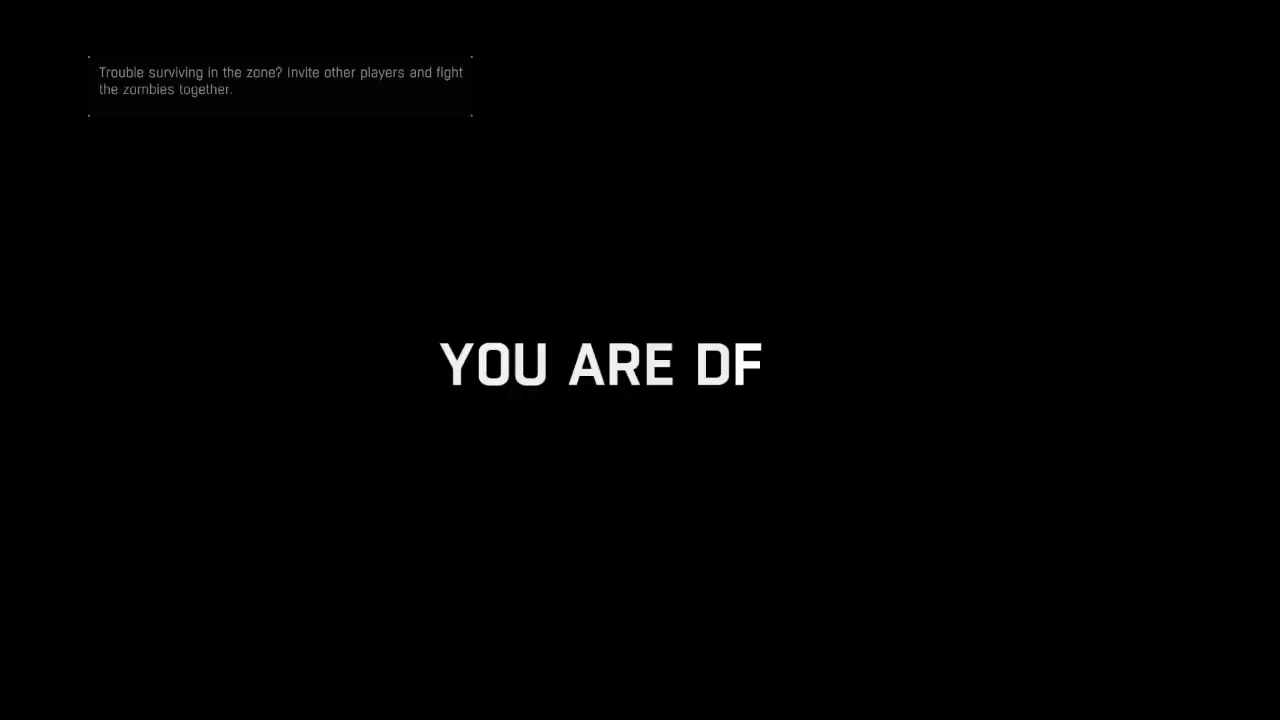 Trouble surviving in the zone? Invite other players and fight
the zombies together.
YOU ARE DF